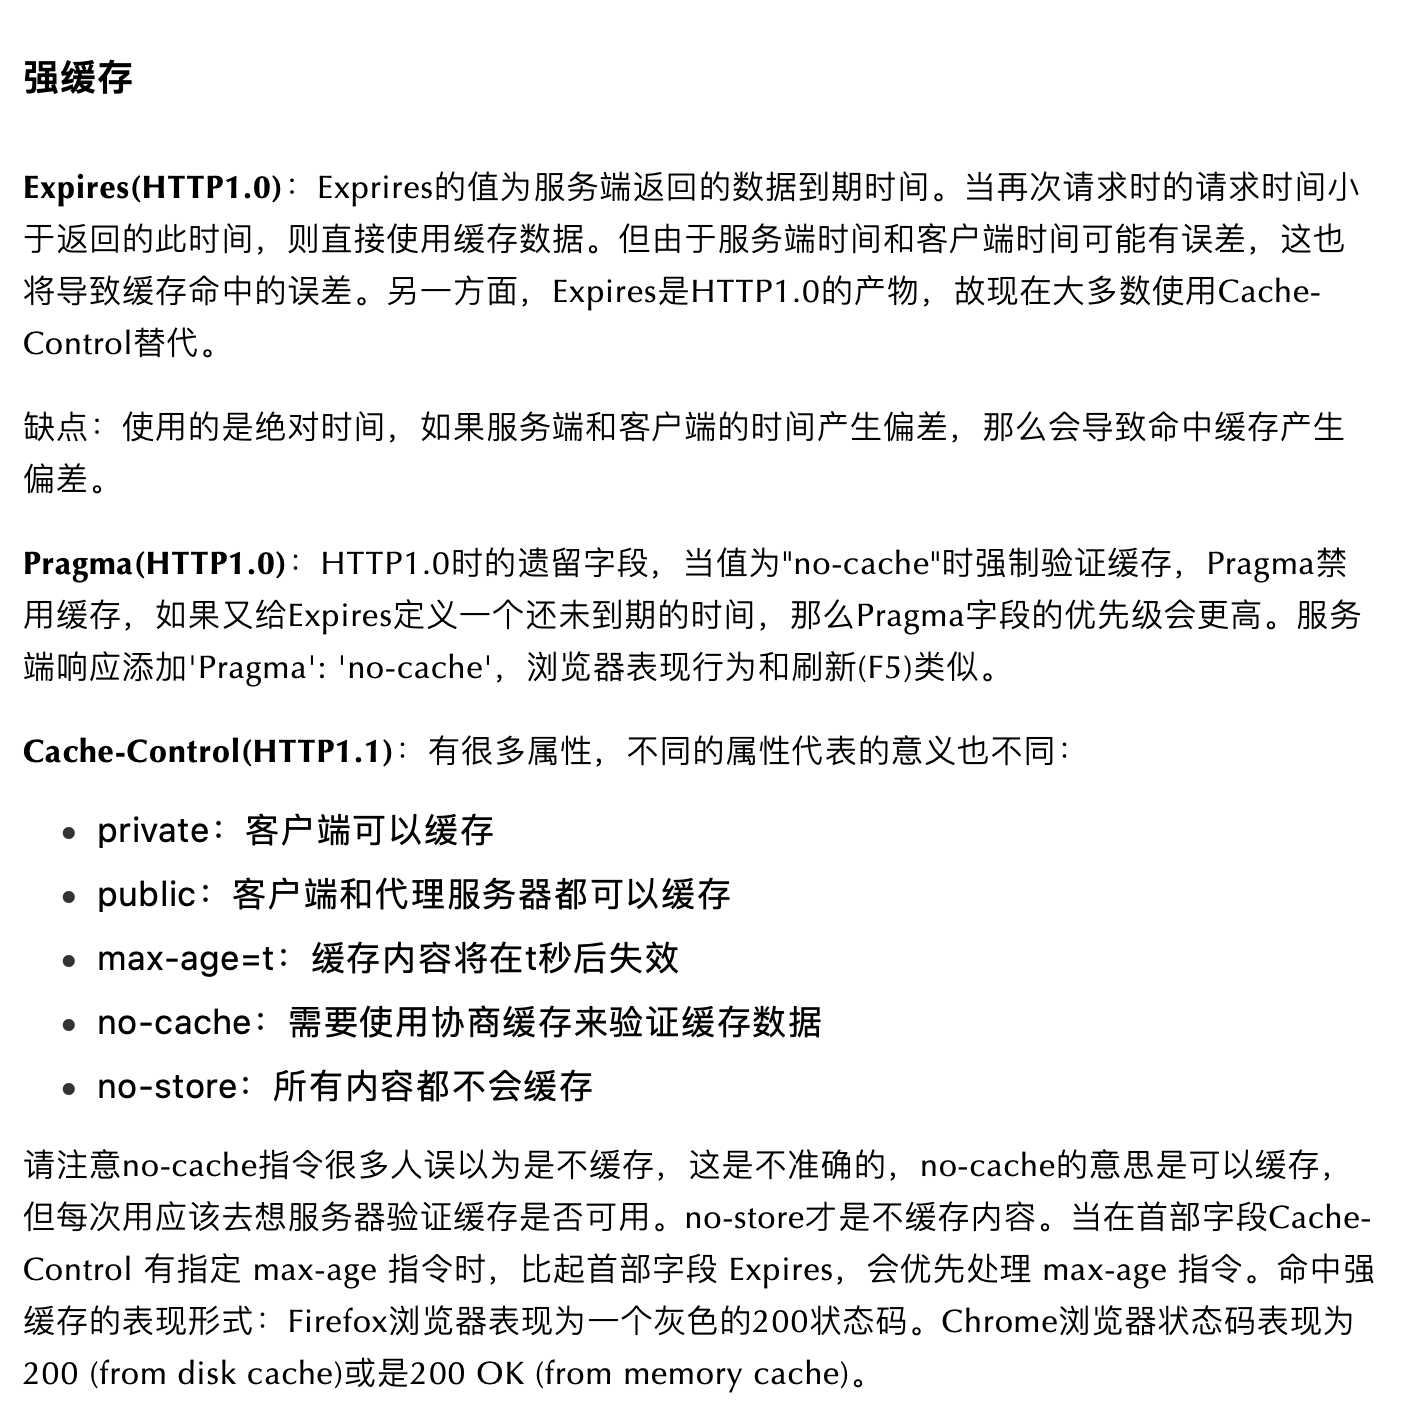 强缓存
Expires(HTTP1.0)：Exprires的值为服务端返回的数据到期时间。当再次请求时的请求时间小
于返回的此时间，则直接使用缓存数据。但由于服务端时间和客户端时间可能有误差，这也
将导致缓存命中的误差。另一方面，Expires是HTTP1.0的产物，故现在大多数使用Cache-
Control替代。
缺点：使用的是绝对时间，如果服务端和客户端的时间产生偏差，那么会导致命中缓存产生
偏差。
Pragma(HTTP1.0)：HTTP1.0时的遗留字段，当值为"no-cache"时强制验证缓存，Pragma禁
用缓存，如果又给Expires定义一个还未到期的时间，那么Pragma字段的优先级会更高。服务
端响应添加'Pragma': 'no-cache'，浏览器表现行为和刷新(F5)类似。
Cache-Control(HTTP1.1)：有很多属性，不同的属性代表的意义也不同：
• private：客户端可以缓存
• public：客户端和代理服务器都可以缓存
• max-age=t：缓存内容将在t秒后失效
• no-cache：需要使用协商缓存来验证缓存数据
• no-store：所有内容都不会缓存
请注意no-cache指令很多人误以为是不缓存，这是不准确的，no-cache的意思是可以缓存，
但每次用应该去想服务器验证缓存是否可用。no-store才是不缓存内容。当在首部字段Cache-
Control 有指定 max-age 指令时，比起首部字段 Expires，会优先处理 max-age 指令。命中强
缓存的表现形式：Firefox浏览器表现为一个灰色的200状态码。Chrome浏览器状态码表现为
200 (from disk cache)或是200 OK (from memory cache)。